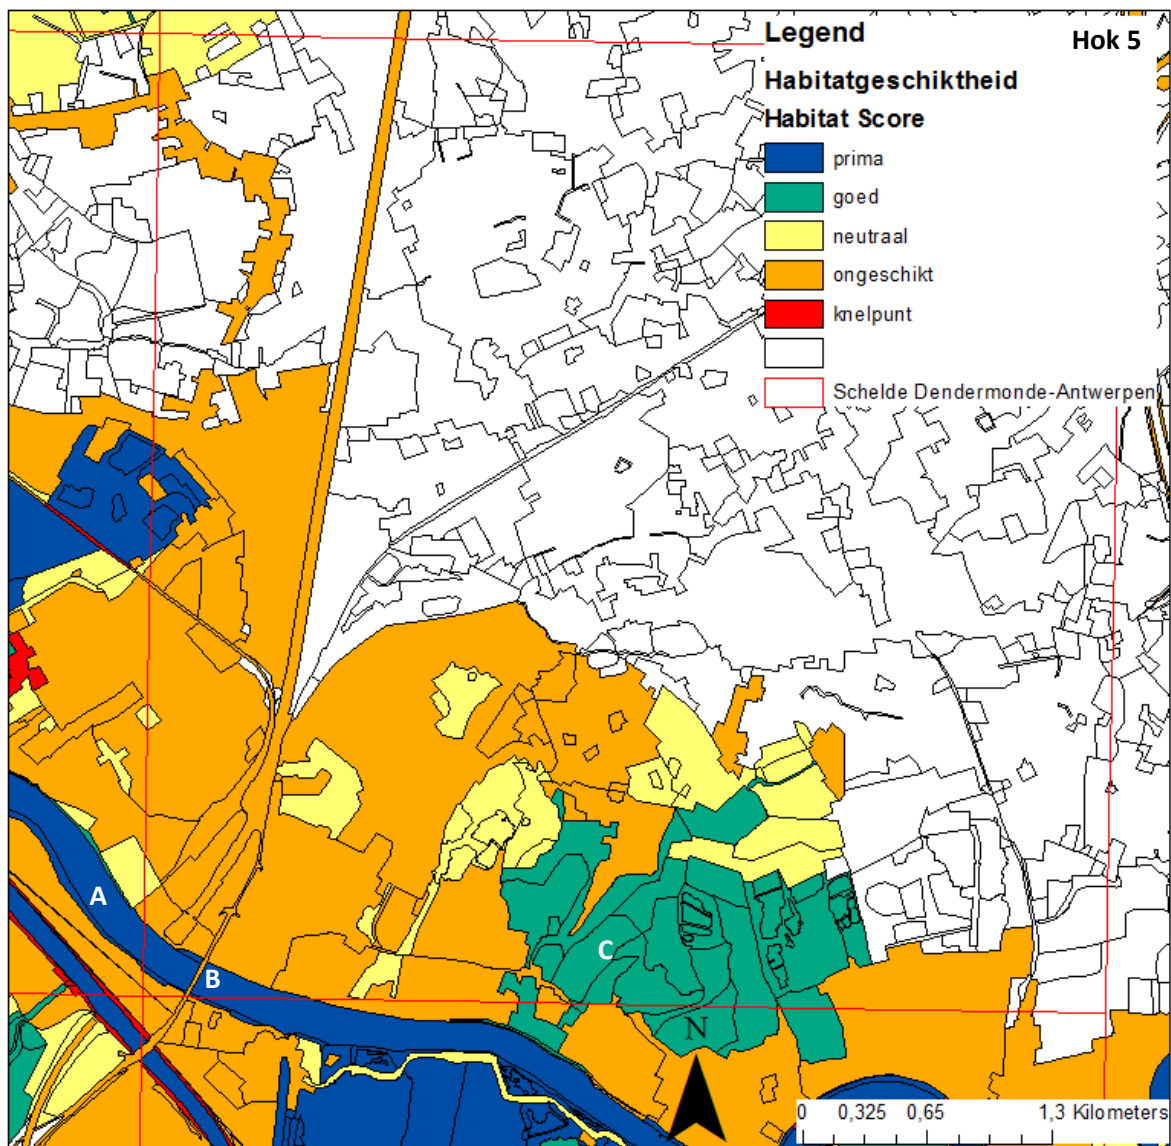 Legend
Hok 5
Habitatgeschiktheid
Habitat Score
prima
goed
neutraal
ongeschikt
knelpunt
Schelde Dendermonde-Antwerpen
A
B
C
N
0 0,325 0,65 1,3 Kilometers